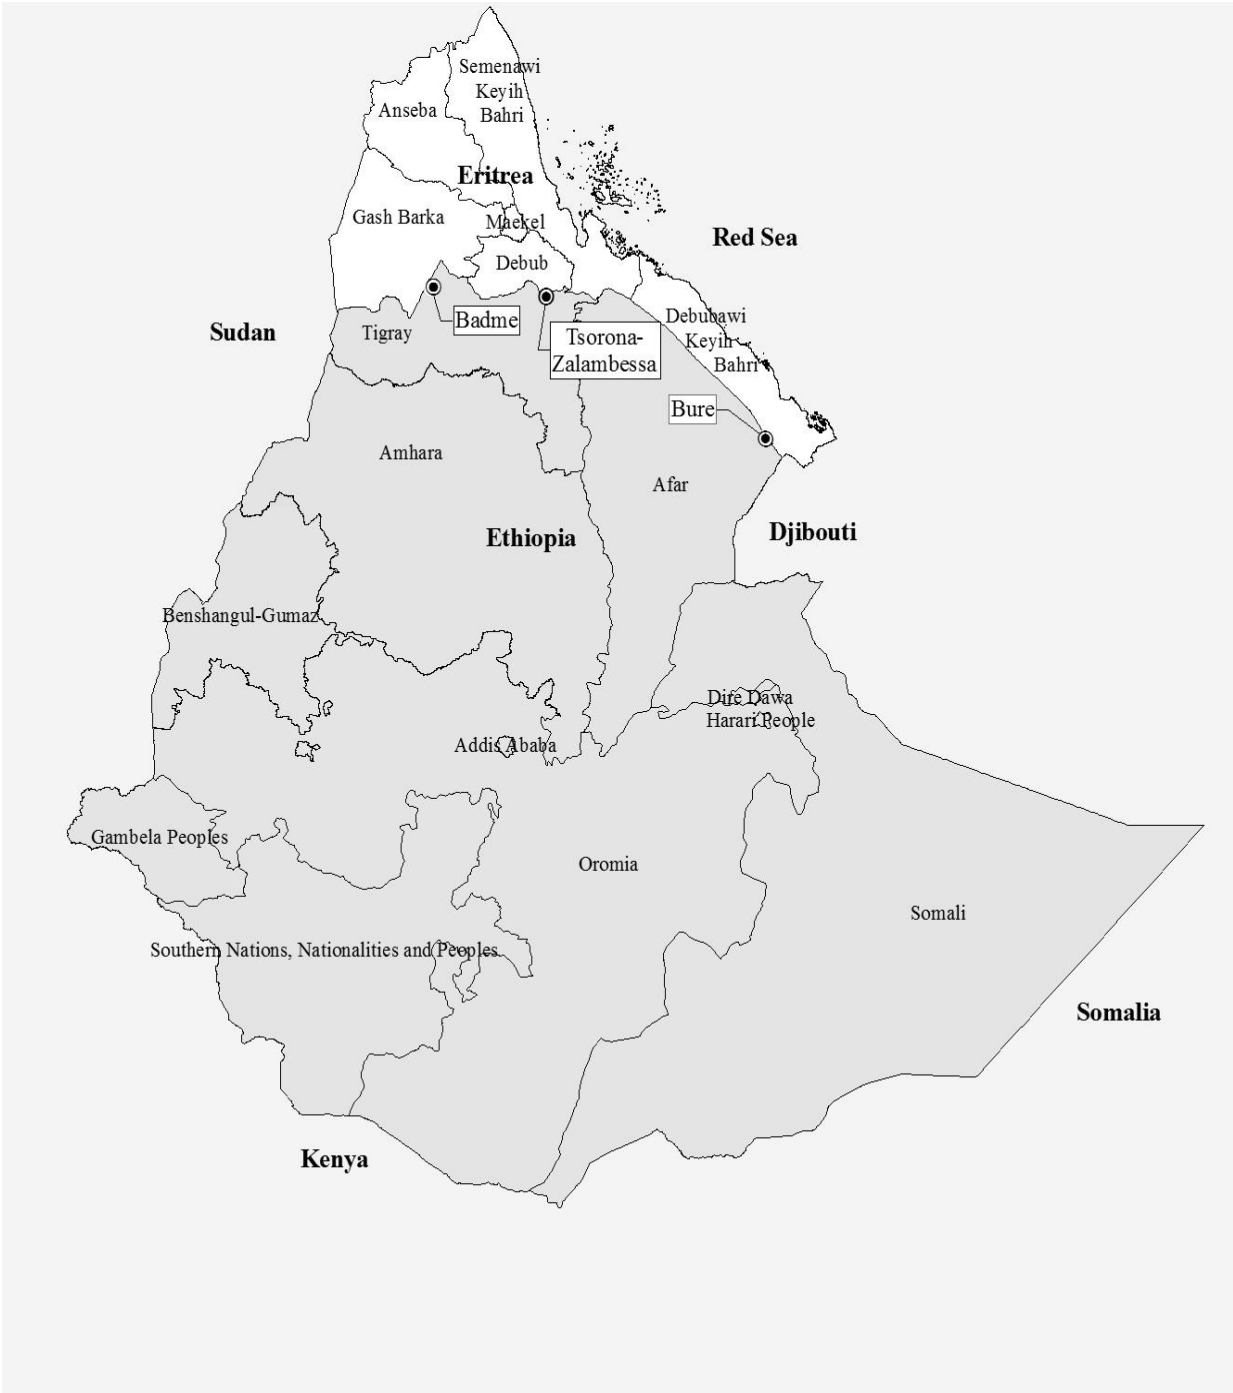 Semenawi
Keyih
Bahri
Anseba
Eritrea
Gash Barka
Maekel
Red Sea
Debub
Badme
Debubawi
Keyih
Bahri
Sudan
Tigray
Tsorona-
Zalambessa
Bure
Amhara
Afar
Ethiopia
Djibouti
Benshangul-Gumaz
Dire Dawa
Harari People
Addis Ababa
Gambela Peoples
Oromia
Somali
Southern Nations, Nationalities and Peoples
Somalia
Kenya